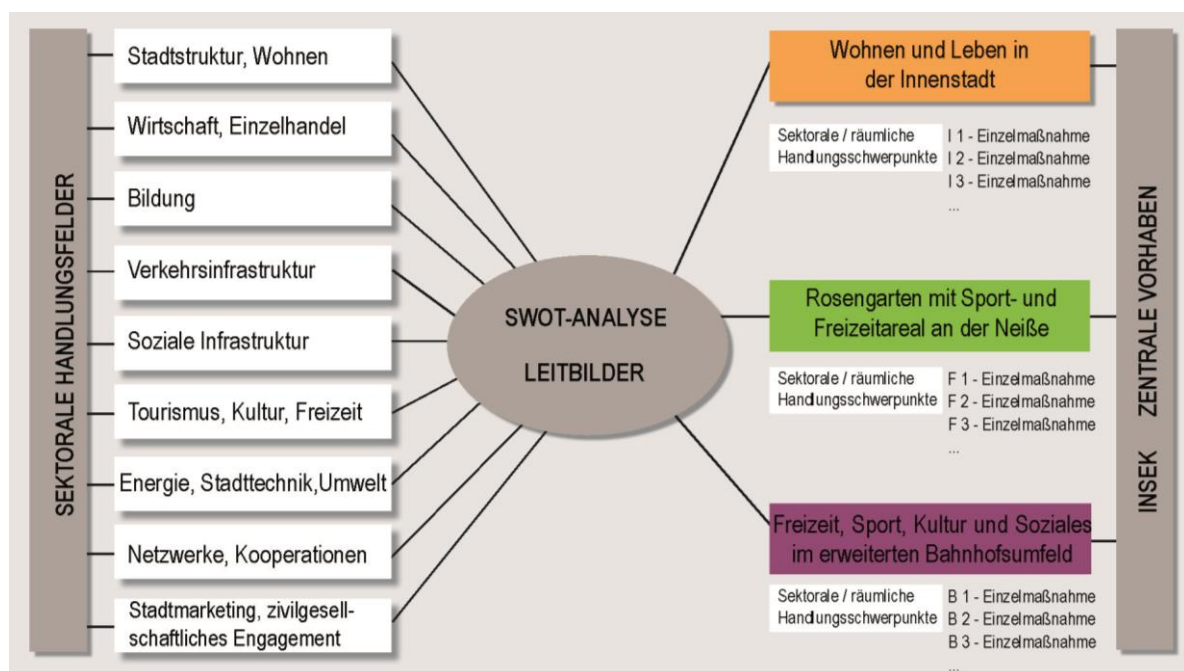 SEKTORALE HANDLUNGSFELDER
Stadtstruktur, Wohnen
Wirtschaft, Einzelhandel
Bildung
Verkehrsinfrastruktur
Soziale Infrastruktur
Tourismus, Kultur, Freizeit
Energie, Stadttechnik,Umwelt
Netzwerke, Kooperationen
Stadtmarketing, zivilgesell-
schaftliches Engagement
SWOT-ANALYSE
LEITBILDER
Wohnen und Leben in
der Innenstadt
Sektorale / räumliche
Handlungsschwerpunkte
I 1 - Einzelmaßnahme
I 2 - Einzelmaßnahme
I 3 - Einzelmaßnahme
...
Rosengarten mit Sport- und
Freizeitareal an der Neiße
Sektorale / räumliche
Handlungsschwerpunkte
F 1 - Einzelmaßnahme
F 2 - Einzelmaßnahme
F 3 - Einzelmaßnahme
...
Freizeit, Sport, Kultur und Soziales
im erweiterten Bahnhofsumfeld
Sektorale / räumliche
Handlungsschwerpunkte
B 1 - Einzelmaßnahme
B 2 - Einzelmaßnahme
B 3 - Einzelmaßnahme
...
INSEK ZENTRALE VORHABEN